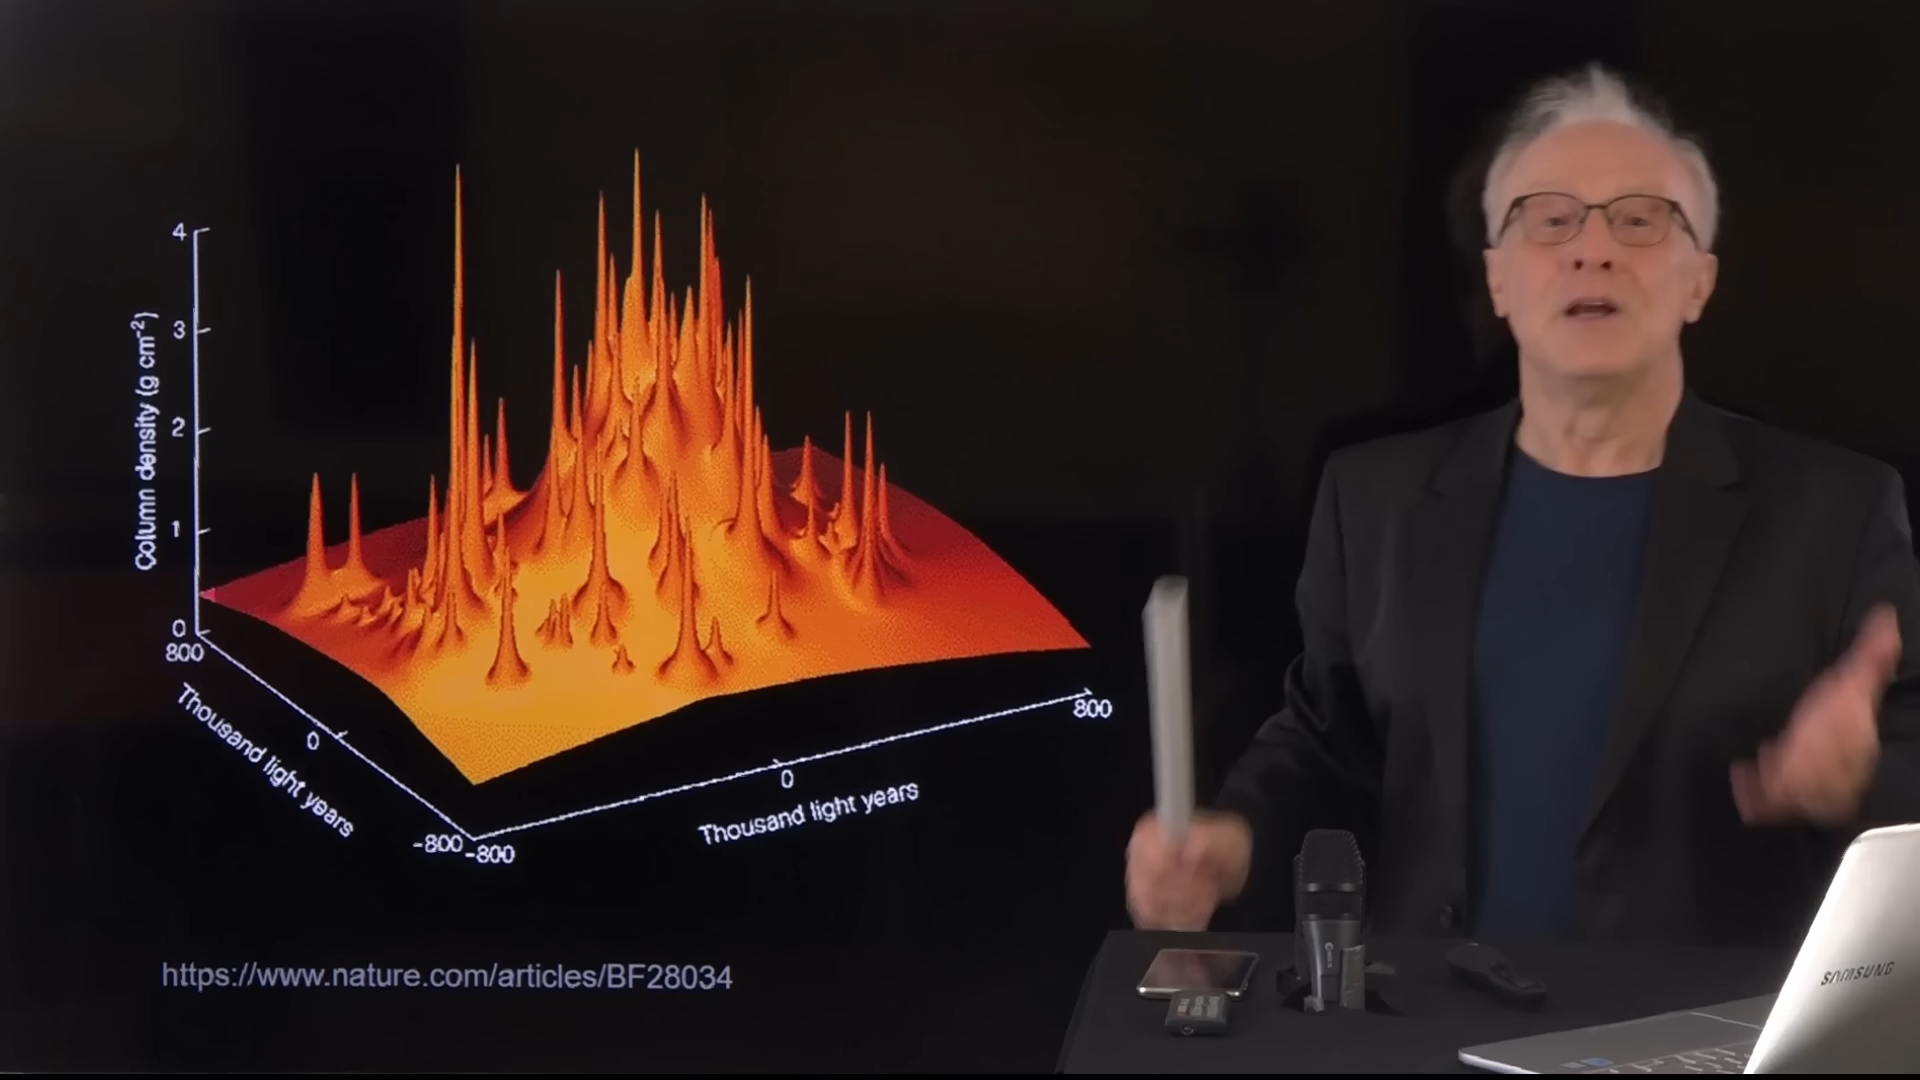 4
3
2
1
0
Column density (g cm-2)
800
0
-800
Thousand light years
-800
0
800
Thousand light years
https://www.nature.com/articles/BF28034
SAMSUNG